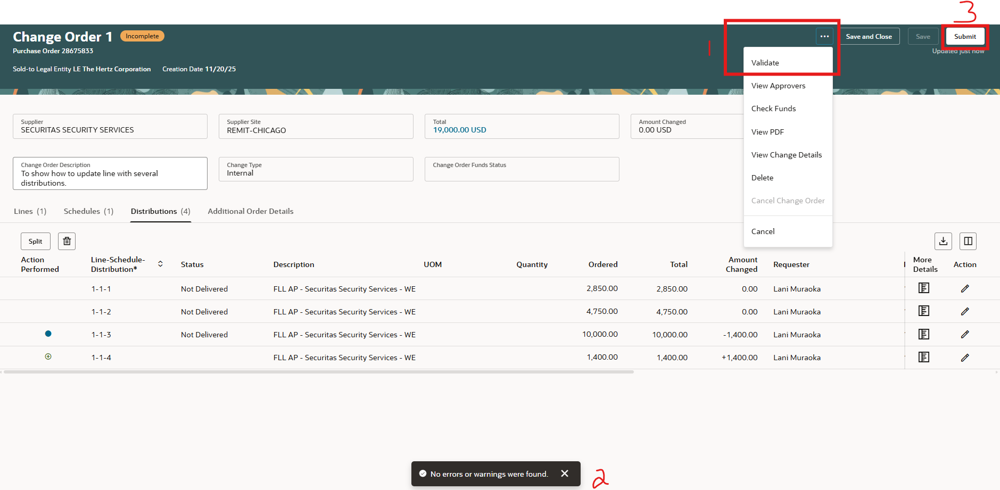 3
Change Order 1 Incomplete
Purchase Order 28675833
Sold-to Legal Entity LE The Hertz Corporation Creation Date 11/20/25
1
Save and Close Save Submit
Updated just now
Validate
View Approvers
Check Funds
View PDF
View Change Details
Delete
Cancel Change Order
Cancel
Supplier
SECURITAS SECURITY SERVICES
Supplier Site
REMIT-CHICAGO
Total
19,000.00 USD
Amount Changed
0.00 USD
Change Order Description
To show how to update line with several
distributions.
Change Type
Internal
Change Order Funds Status
Lines (1) Schedules (1) Distributions (4) Additional Order Details
Split
Action Performed Line-Schedule-Distribution* Status Description UOM Quantity Ordered Total Amount Changed Requester More Details Action
1-1-1 Not Delivered FLL AP - Securitas Security Services - WE 2,850.00 2,850.00 0.00 Lani Muraoka
1-1-2 Not Delivered FLL AP - Securitas Security Services - WE 4,750.00 4,750.00 0.00 Lani Muraoka
1-1-3 Not Delivered FLL AP - Securitas Security Services - WE 10,000.00 10,000.00 -1,400.00 Lani Muraoka
1-1-4 FLL AP - Securitas Security Services - WE 1,400.00 1,400.00 +1,400.00 Lani Muraoka
No errors or warnings were found.
2